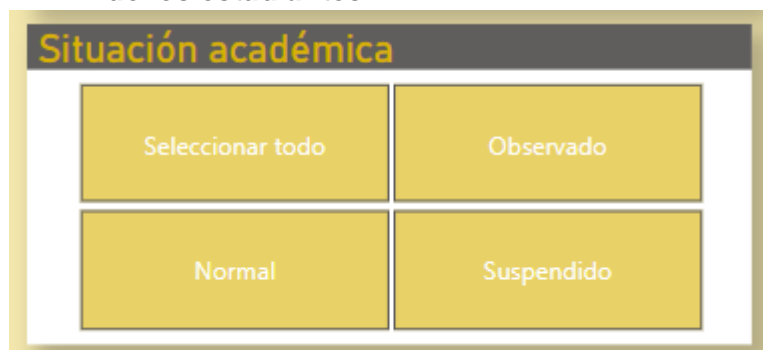 Situación académica
Seleccionar todo
Observado
Normal
Suspendido